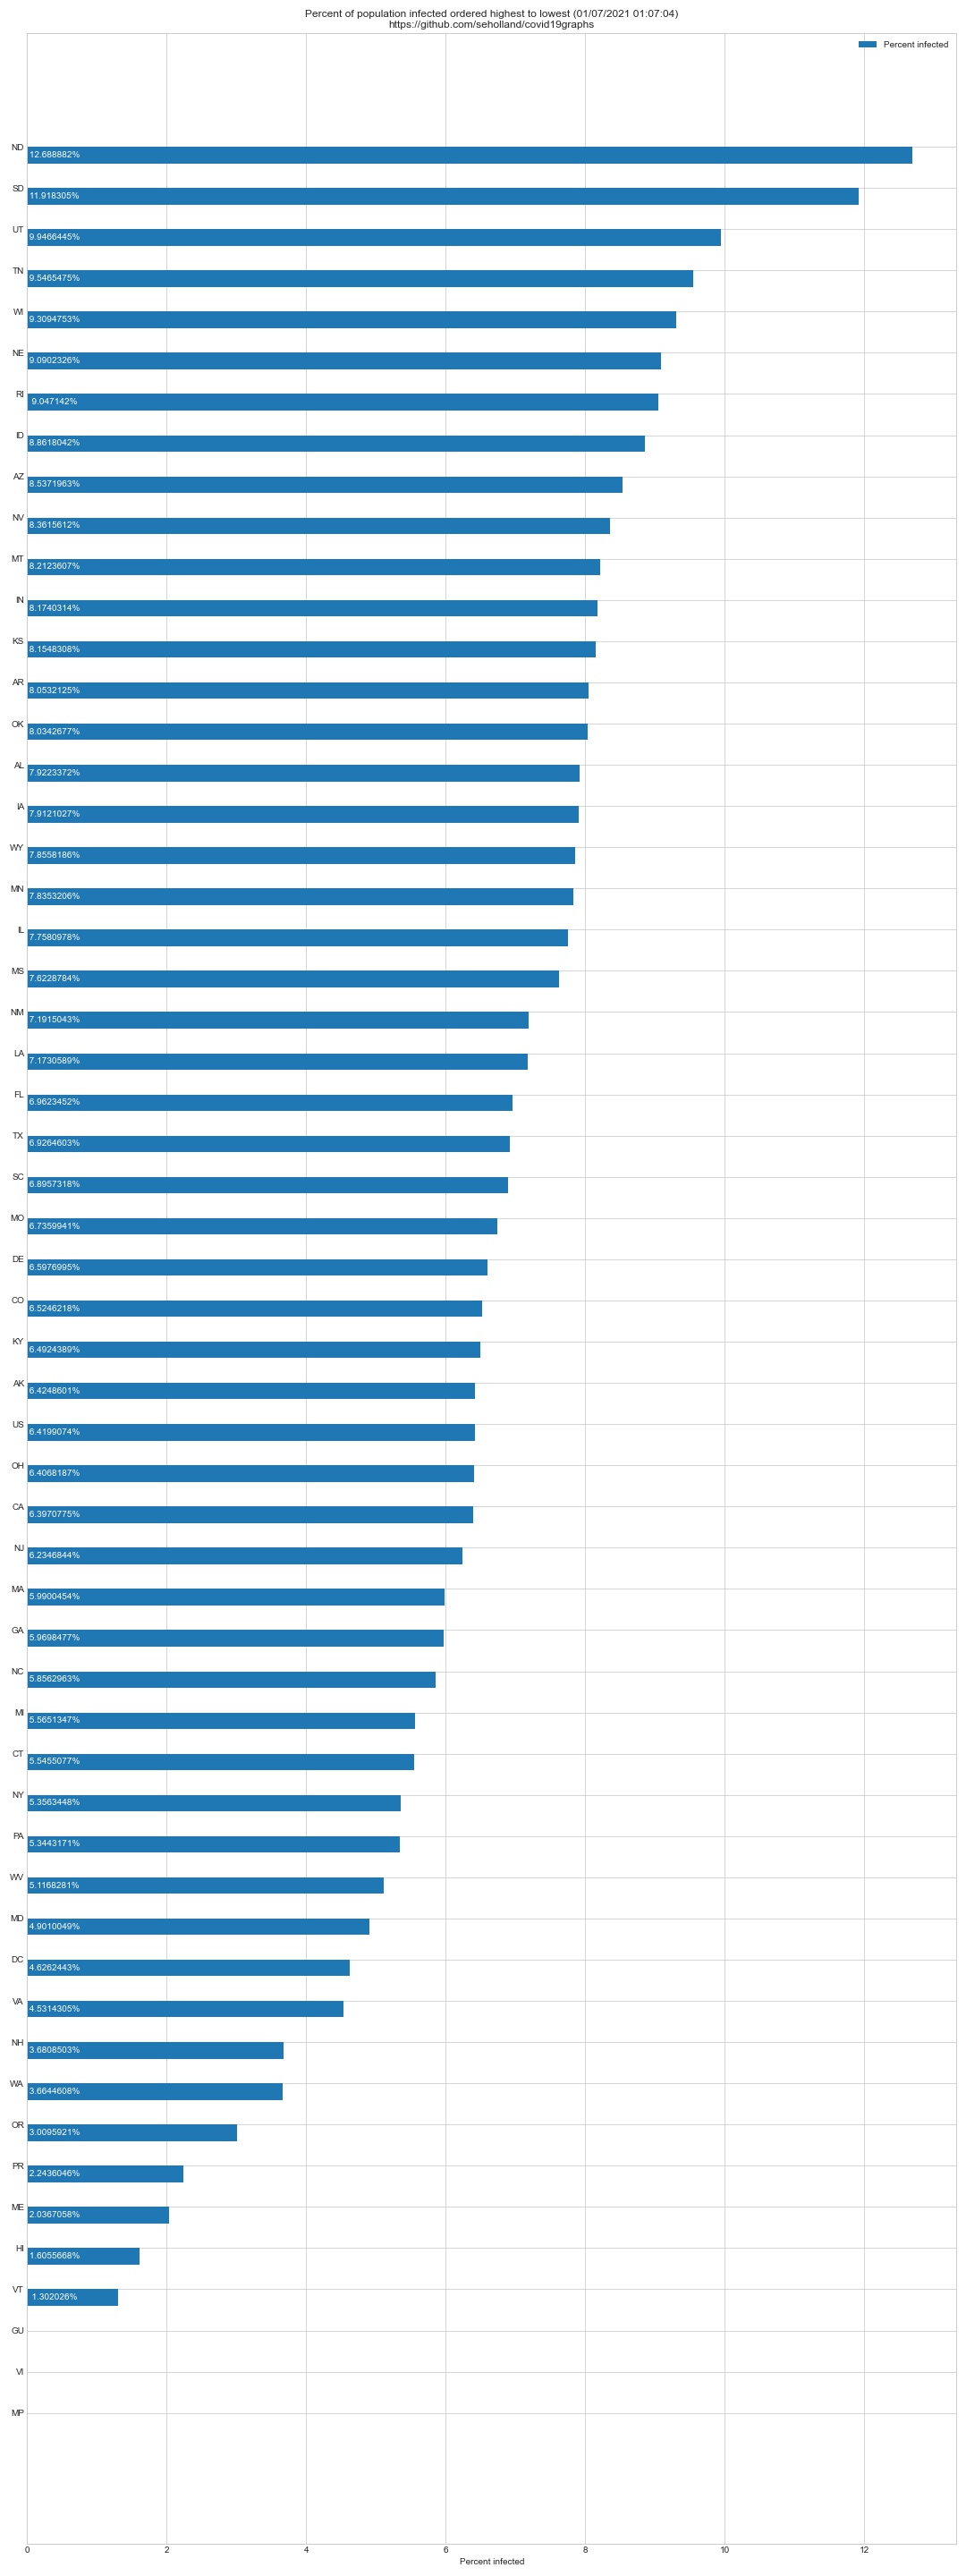 Percent of population infected ordered highest to lowest (01/07/2021 01:07:04)
https://github.com/seholland/covid19graphs
Percent infected
ND 12.688882%
SD 11.918305%
UT 9.9466445%
TN 9.5465475%
WI 9.3094753%
NE 9.0902326%
RI 9.047142%
ID 8.8618042%
AZ 8.5371963%
NV 8.3615612%
MT 8.2123607%
IN 8.1740314%
KS 8.1548308%
AR 8.0532125%
OK 8.0342677%
AL 7.9223372%
IA 7.9121027%
WY 7.8558186%
MN 7.8353206%
IL 7.7580978%
MS 7.6228784%
NM 7.1915043%
LA 7.1730589%
FL 6.9623452%
TX 6.9264603%
SC 6.8957318%
MO 6.7359941%
DE 6.5976995%
CO 6.5246218%
KY 6.4924389%
AK 6.4248601%
US 6.4199074%
OH 6.4068187%
CA 6.3970775%
NJ 6.2346844%
MA 5.9900454%
GA 5.9698477%
NC 5.8562963%
MI 5.5651347%
CT 5.5455077%
NY 5.3563448%
PA 5.3443171%
WV 5.1168281%
MD 4.9010049%
DC 4.6262443%
VA 4.5314305%
NH 3.6808503%
WA 3.6644608%
OR 3.0095921%
PR 2.2436046%
ME 2.0367058%
HI 1.6055668%
VT 1.302026%
GU
VI
MP
0 2 4 6 8 10 12
Percent infected